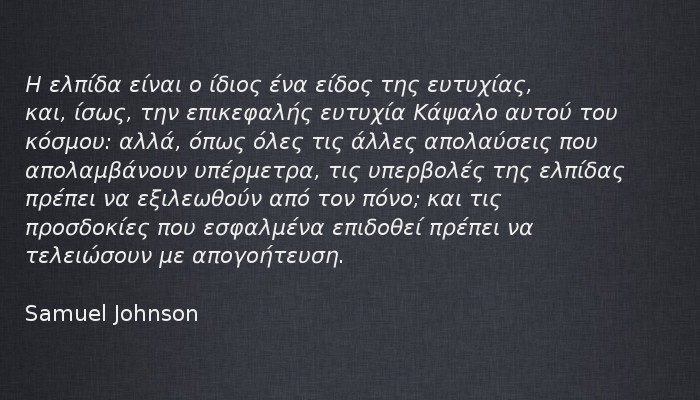 Η ελπίδα είναι ο ίδιος ένα είδος της ευτυχίας,
και, ίσως, την επικεφαλής ευτυχία Κάψαλο αυτού του
κόσμου: αλλά, όπως όλες τις άλλες απολαύσεις που
απολαμβάνουν υπέρμετρα, τις υπερβολές της ελπίδας
πρέπει να εξιλεωθούν από τον πόνο; και τις
προσδοκίες που εσφαλμένα επιδοθεί πρέπει να
τελειώσουν με απογοήτευση.
Samuel Johnson